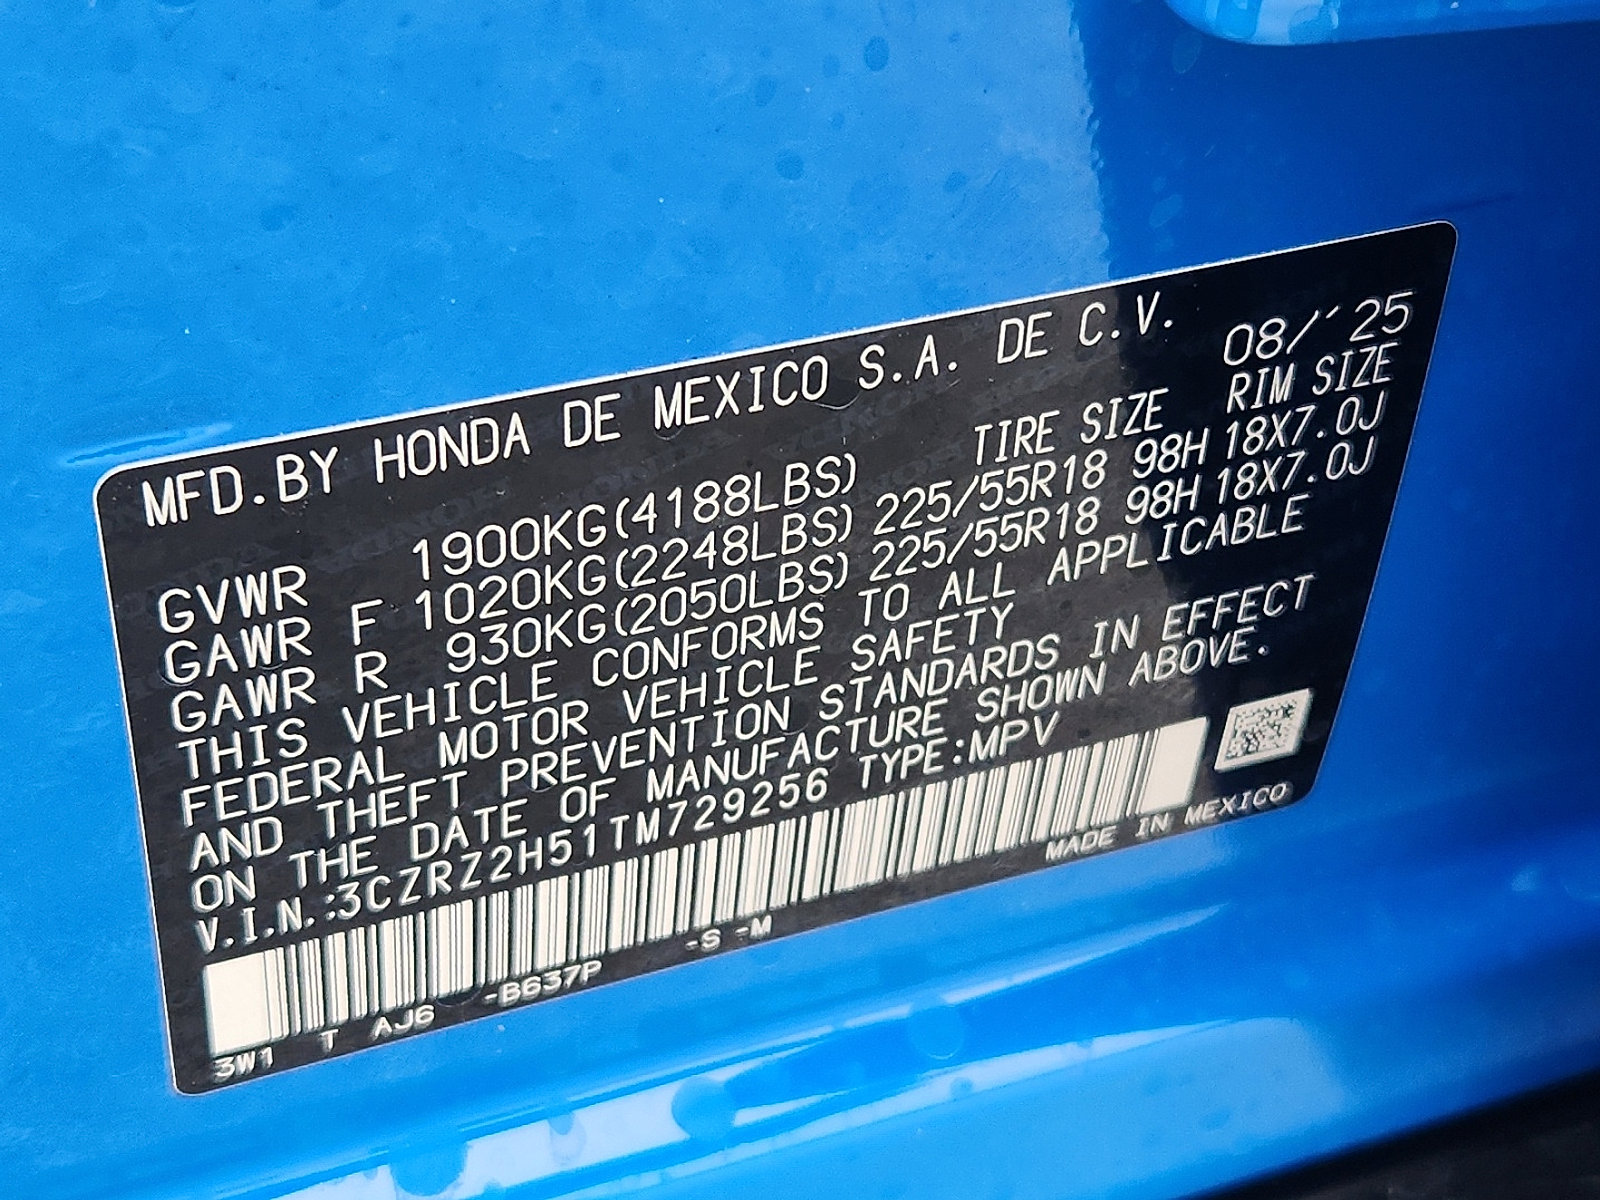 MFD.BY HONDA DE MEXICO S.A. DE C.V. 08/'25
TIRE SIZE RIM SIZE
GVWR 1900KG(4188LBS)
GAWR F 1020KG(2248LBS) 225/55R18 98H 18X7.0J
GAWR R 930KG(2050LBS) 225/55R18 98H 18X7.0J
THIS VEHICLE CONFORMS TO ALL APPLICABLE
FEDERAL MOTOR VEHICLE SAFETY
AND THEFT PREVENTION STANDARDS IN EFFECT
ON THE DATE OF MANUFACTURE SHOWN ABOVE.
V.I.N.:3CZRZ2H51TM729256 TYPE:MPV
MADE IN MEXICO
3W1 T AJ6 -B637P -S -M